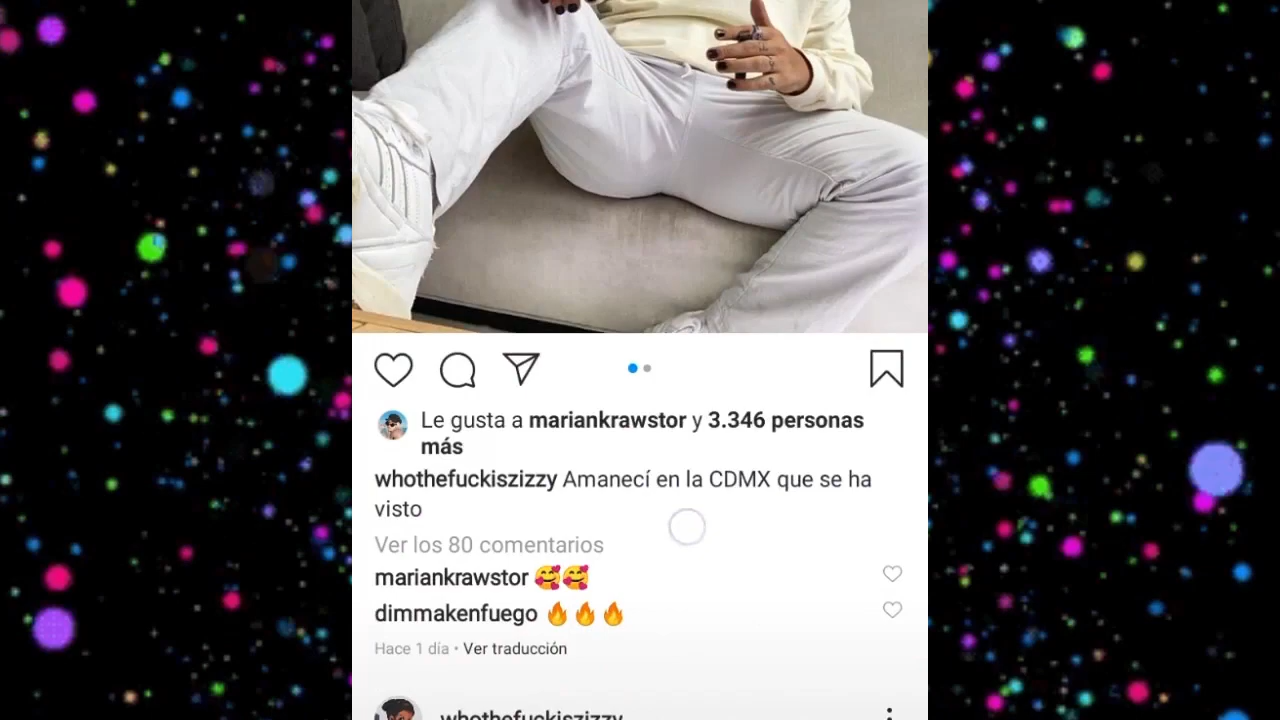 Le gusta a mariankrawstor y 3.346 personas
más
whothefuckiszizzy Amanecí en la CDMX que se ha
visto
Ver los 80 comentarios
mariankrawstor 🥰🥰
dimmakenfuego 🔥🔥🔥
Hace 1 día • Ver traducción
whothefuckiszizzy